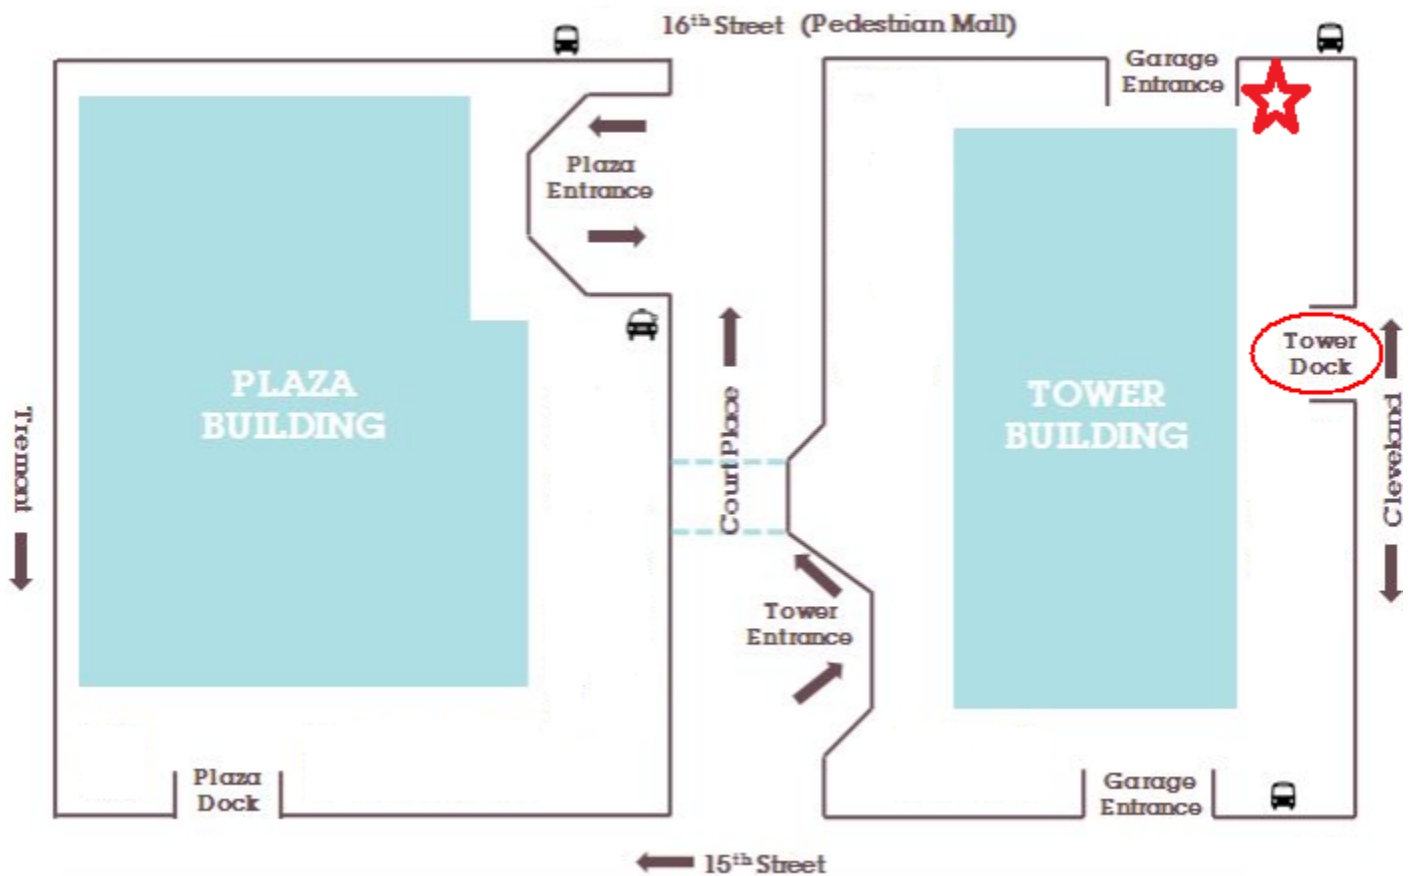 16th Street (Pedestrian Mall)
Garage
Entrance
Plaza
Entrance
Tower
Dock
PLAZA
BUILDING
TOWER
BUILDING
Tremont
Court Place
Cleveland
Tower
Entrance
Plaza
Dock
Garage
Entrance
15th Street